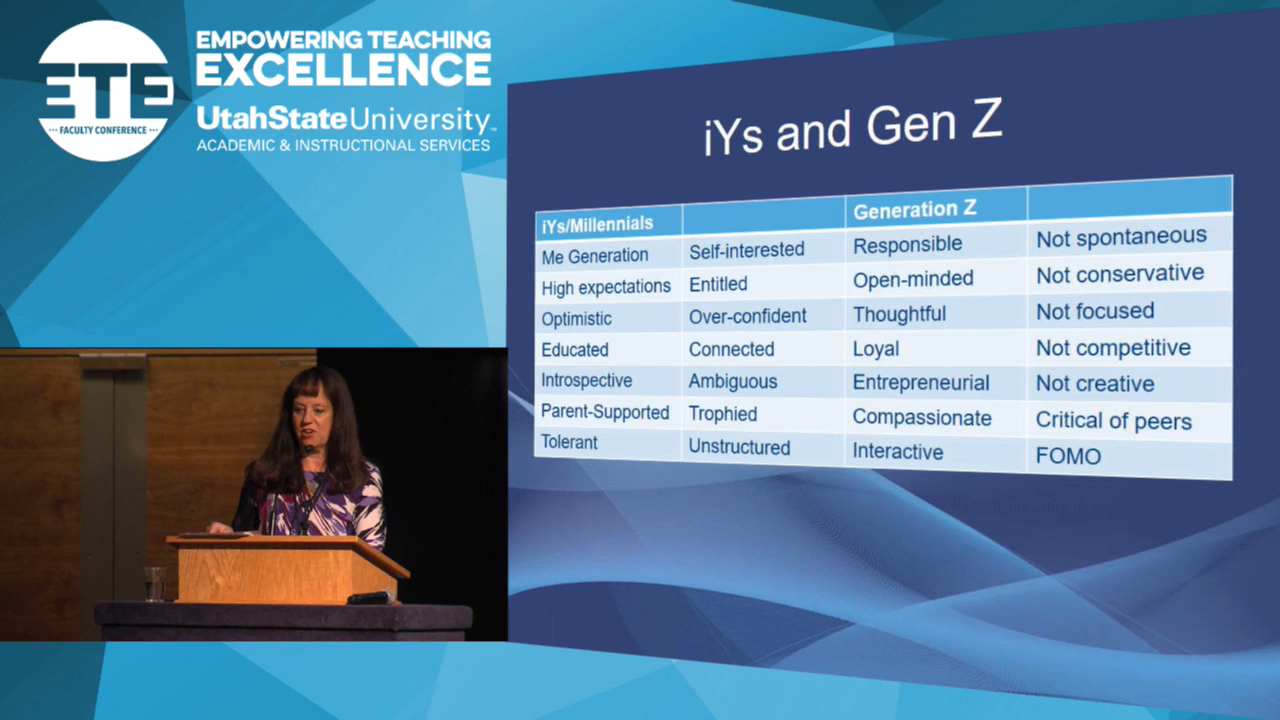 ETE
··· FACULTY CONFERENCE ···
EMPOWERING TEACHING
EXCELLENCE
UtahStateUniversity™
ACADEMIC & INSTRUCTIONAL SERVICES
iYs and Gen Z
iYs/Millennials Generation Z
Me Generation Self-interested Responsible Not spontaneous
High expectations Entitled Open-minded Not conservative
Optimistic Over-confident Thoughtful Not focused
Educated Connected Loyal Not competitive
Introspective Ambiguous Entrepreneurial Not creative
Parent-Supported Trophied Compassionate Critical of peers
Tolerant Unstructured Interactive FOMO